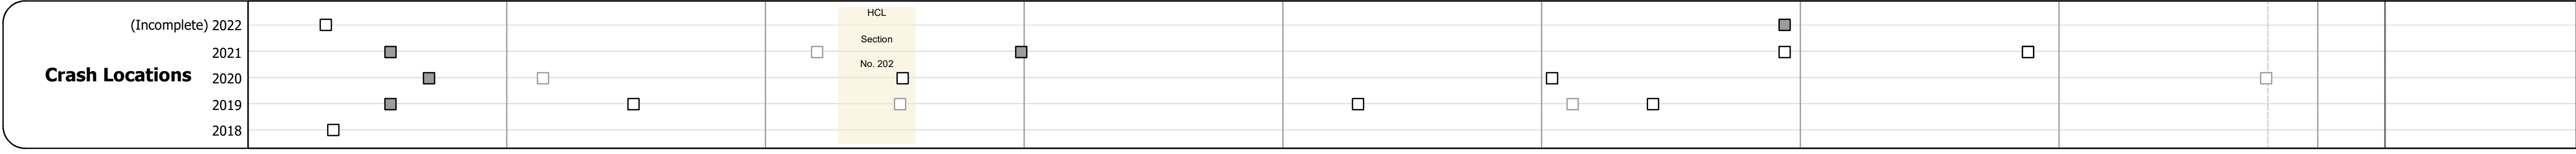 Crash Locations
(Incomplete) 2022
2021
2020
2019
2018
HCL
Section
No. 202